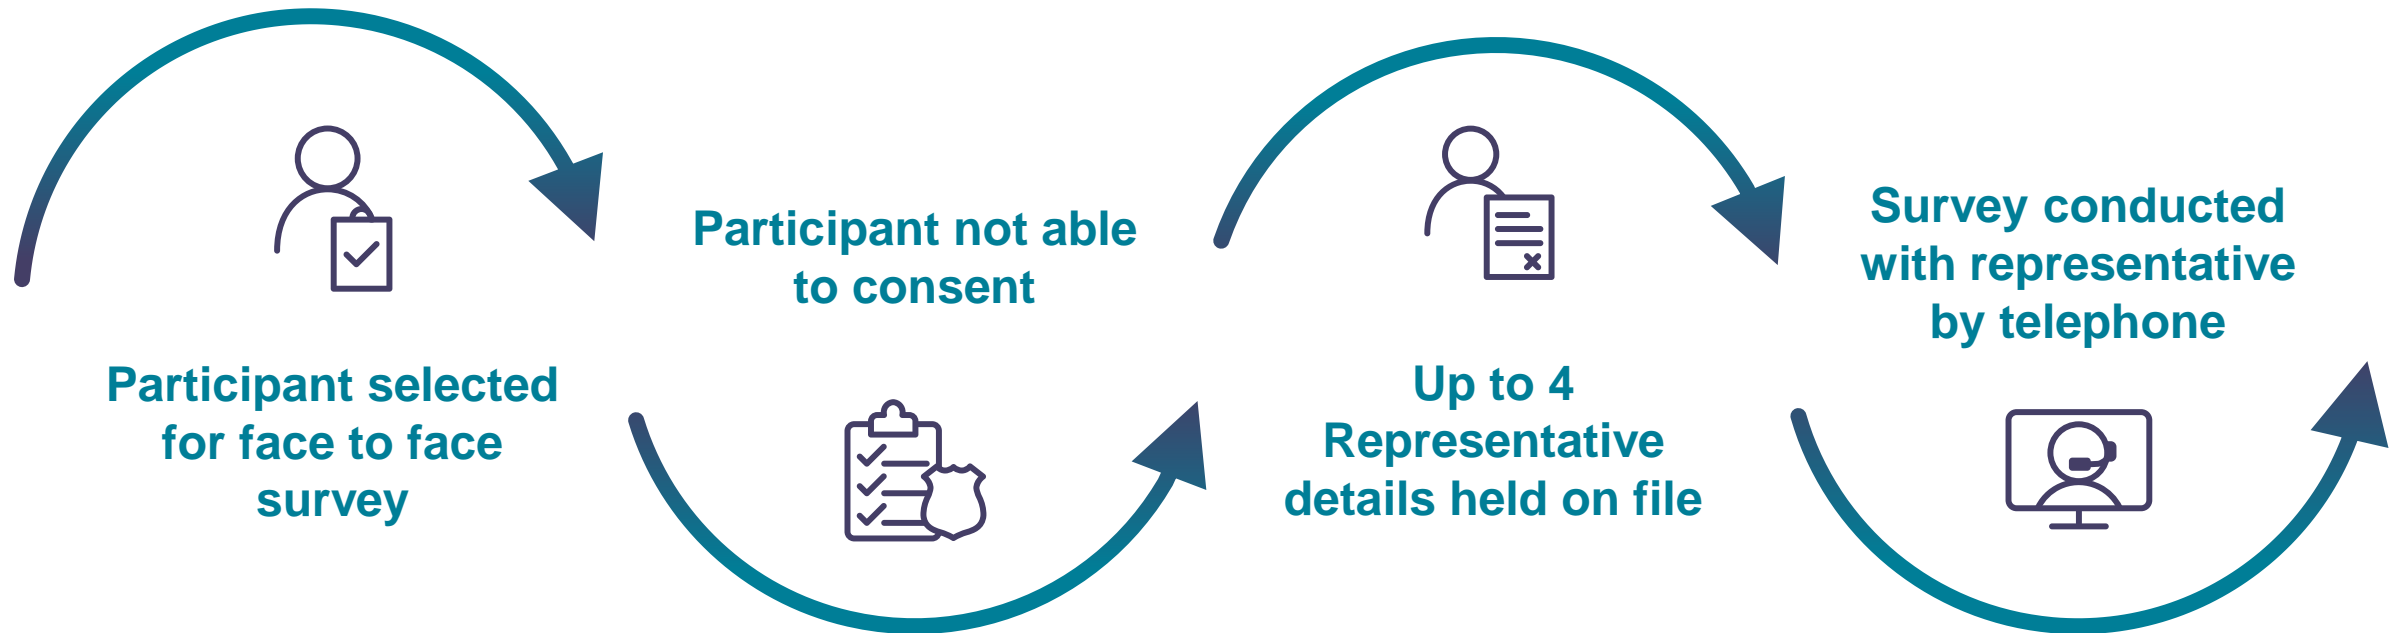 Participant selected
for face to face
survey
Participant not able
to consent
Up to 4
Representative
details held on file
Survey conducted
with representative
by telephone